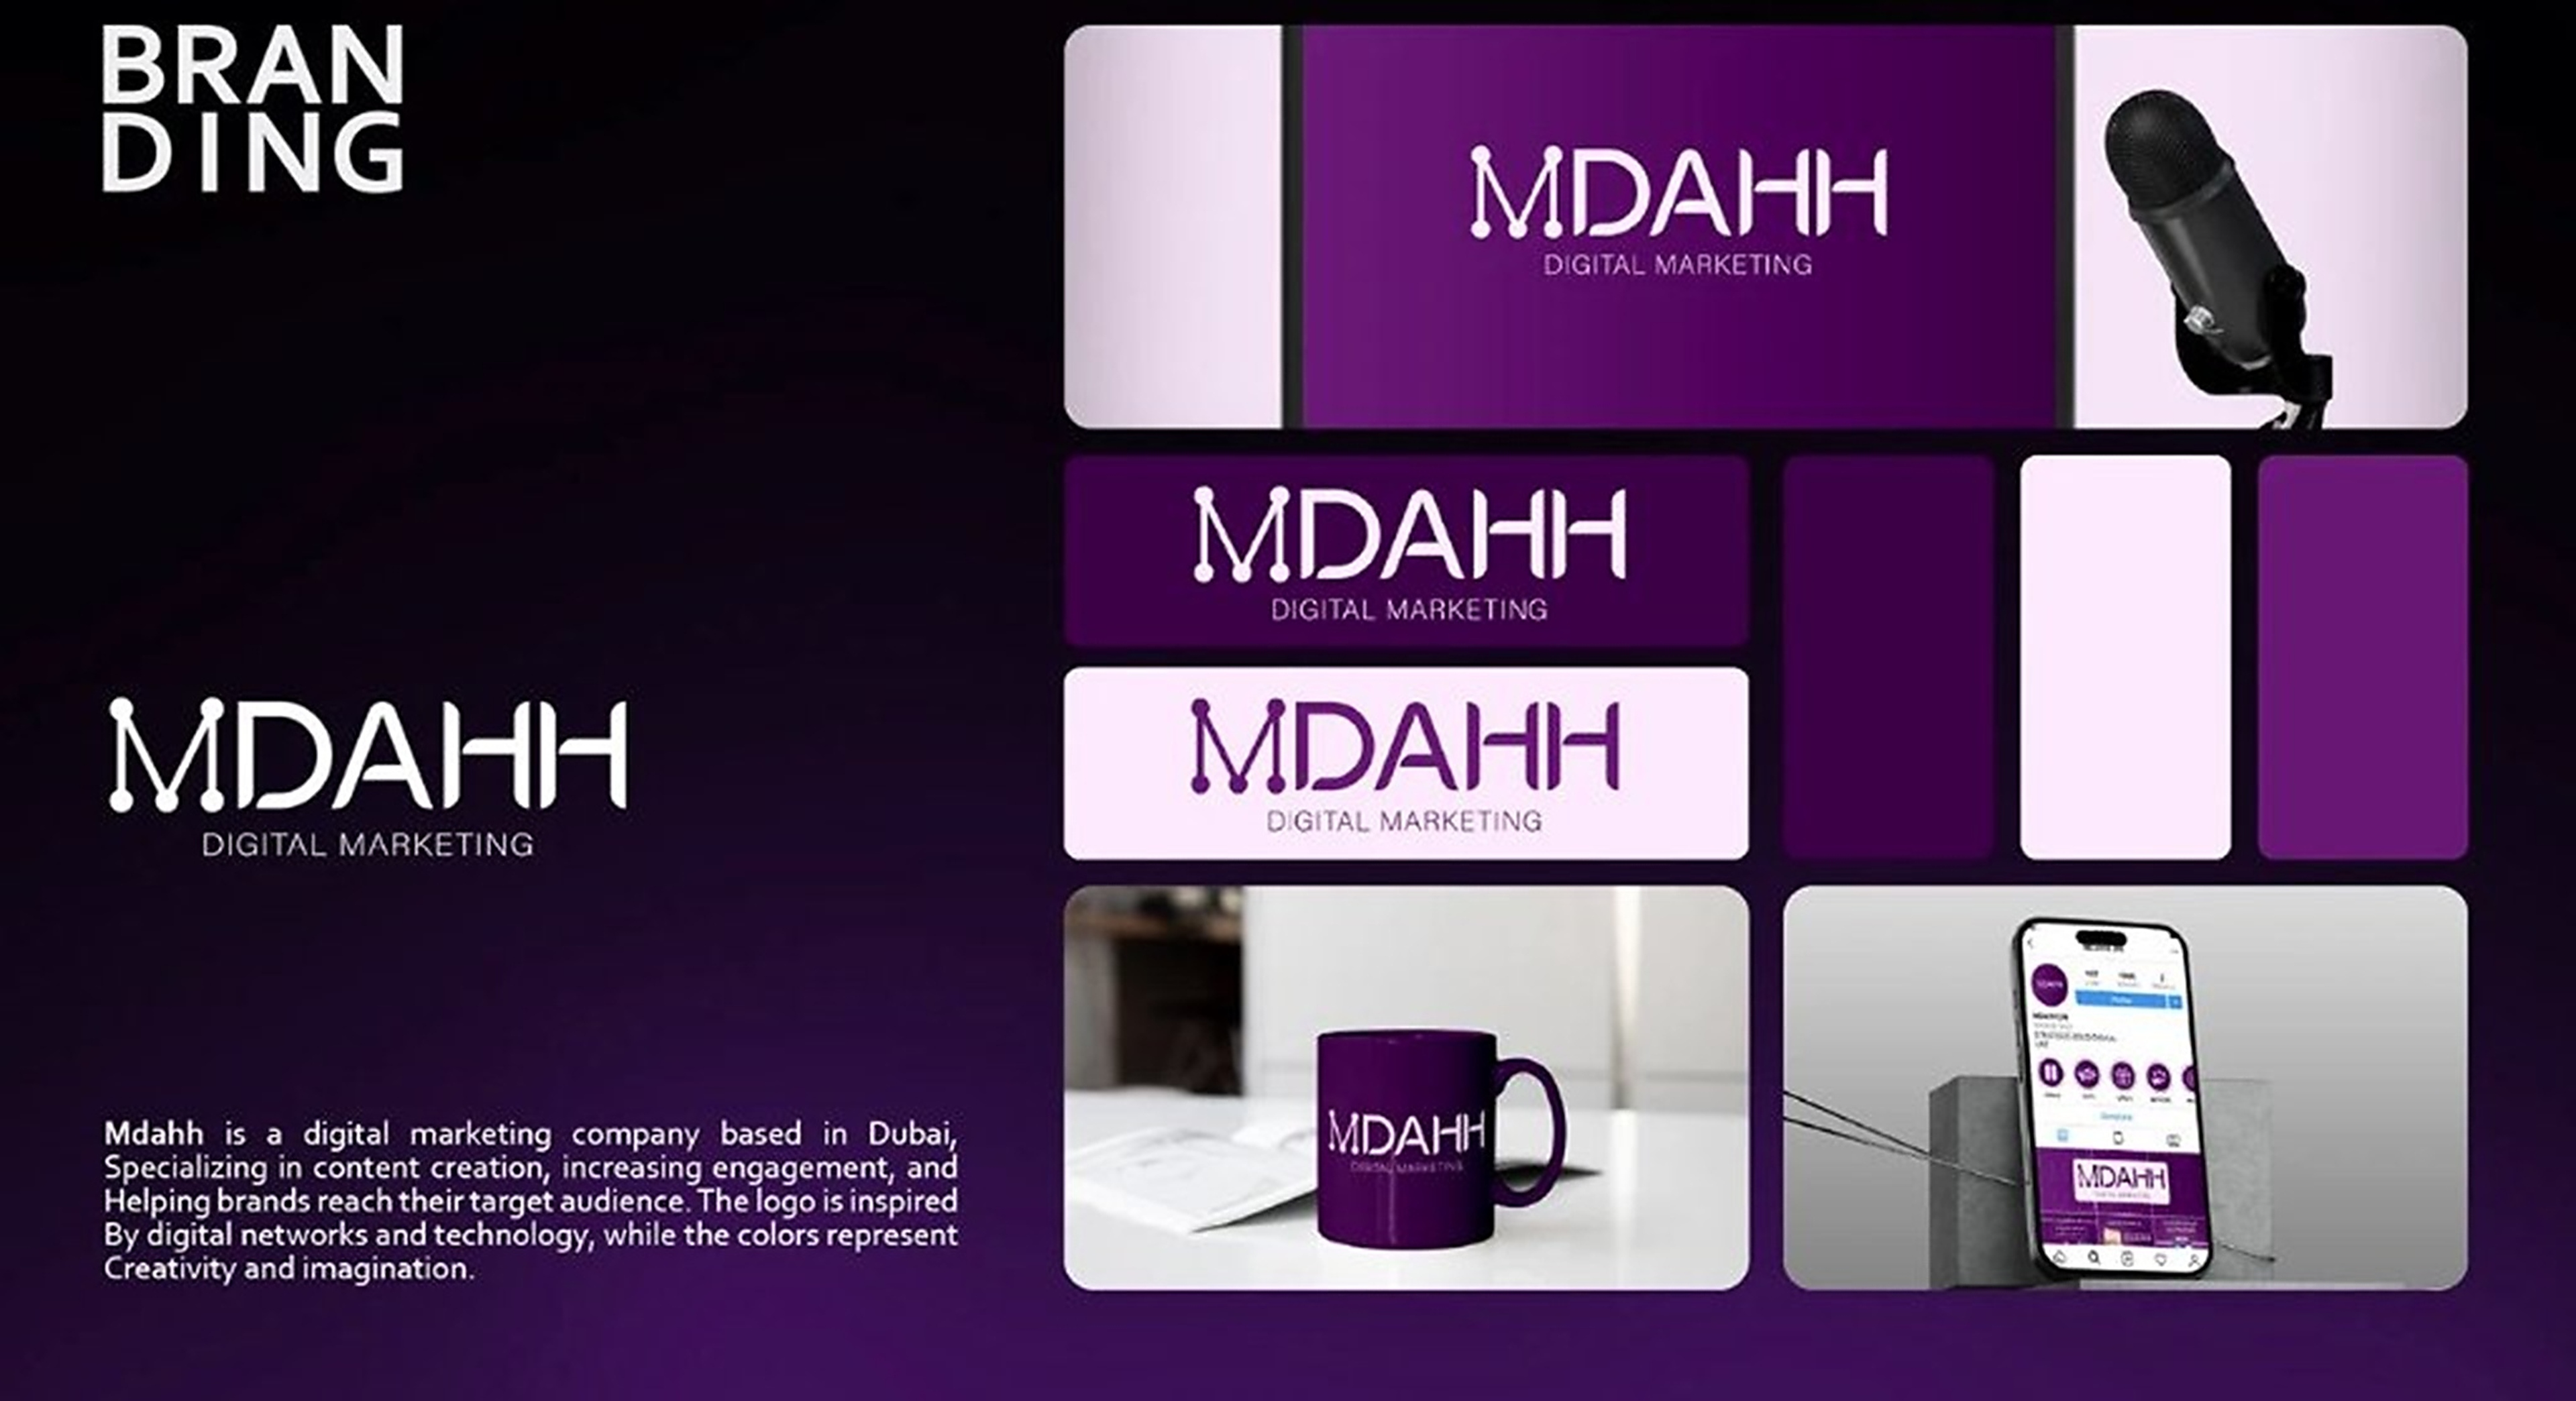 BRAN
DING
MDAHH
DIGITAL MARKETING
Mdahh is a digital marketing company based in Dubai,
Specializing in content creation, increasing engagement, and
Helping brands reach their target audience. The logo is inspired
By digital networks and technology, while the colors represent
Creativity and imagination.
MDAHH
DIGITAL MARKETING
MDAHH
DIGITAL MARKETING
MDAHH
DIGITAL MARKETING
MDAHH
DIGITAL MARKETING
MDAHH